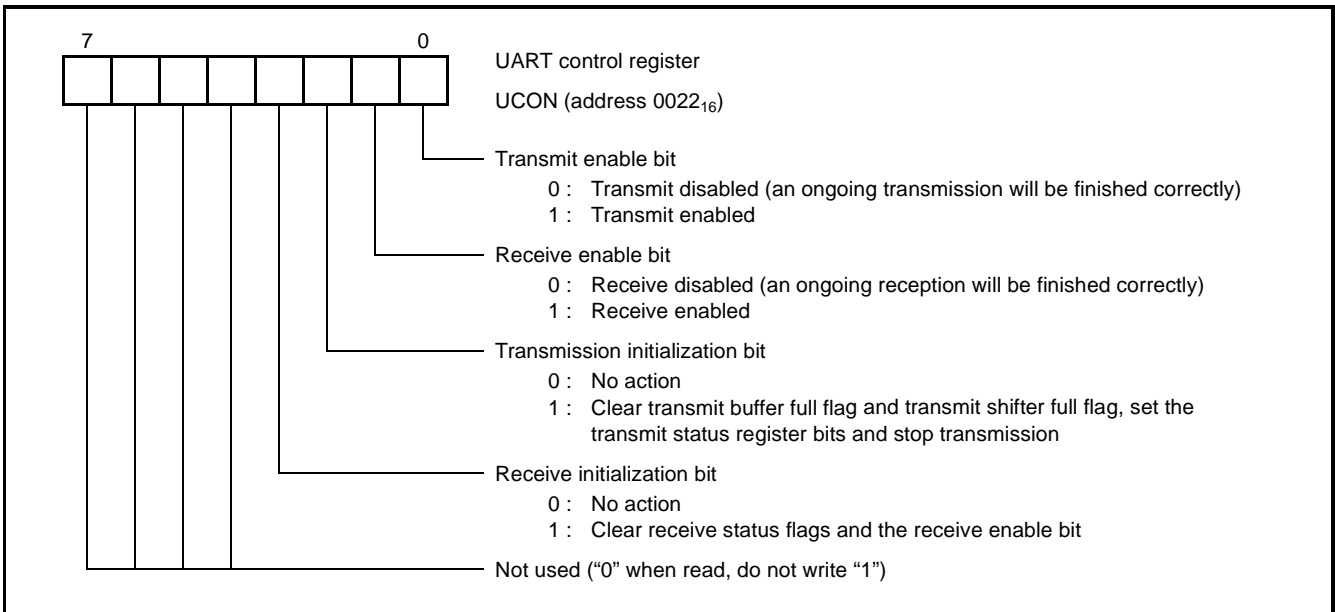 7 0
UART control register
UCON (address 0022₁₆)
Transmit enable bit
0 : Transmit disabled (an ongoing transmission will be finished correctly)
1 : Transmit enabled
Receive enable bit
0 : Receive disabled (an ongoing reception will be finished correctly)
1 : Receive enabled
Transmission initialization bit
0 : No action
1 : Clear transmit buffer full flag and transmit shifter full flag, set the
transmit status register bits and stop transmission
Receive initialization bit
0 : No action
1 : Clear receive status flags and the receive enable bit
Not used (“0” when read, do not write “1”)